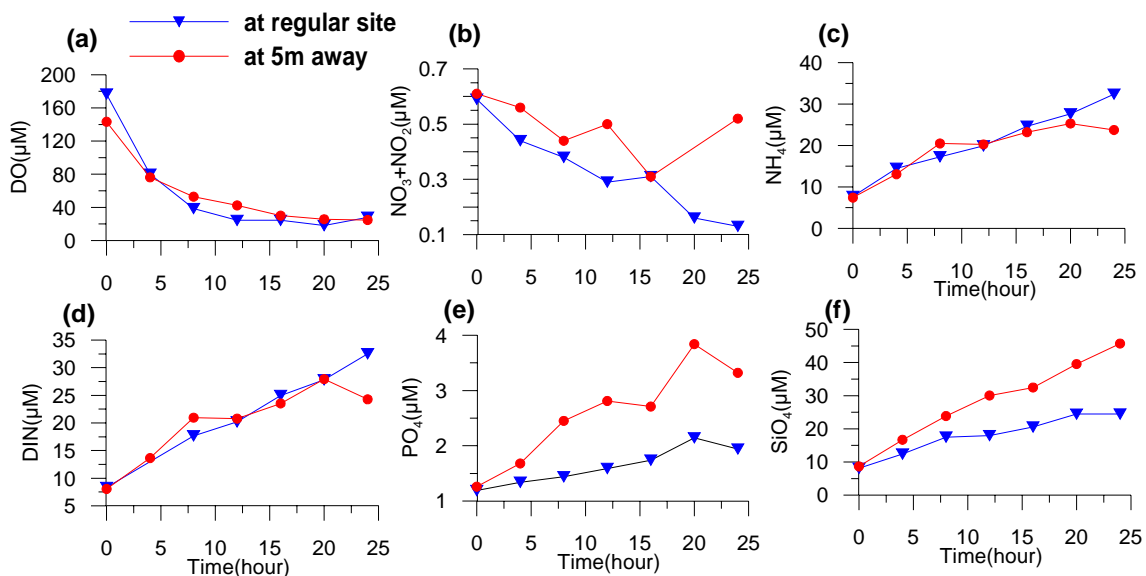 at regular site
at 5m away
(a)
200
160
120
80
40
0
DO(µM)
0 5 10 15 20 25
(b)
0.7
0.5
0.3
0.1
NO3+NO2(µM)
0 5 10 15 20 25
(c)
40
30
20
10
0
NH4(µM)
0 5 10 15 20 25
Time(hour)
(d)
35
30
25
20
15
10
5
DIN(µM)
0 5 10 15 20 25
Time(hour)
(e)
4
3
2
1
PO4(µM)
0 5 10 15 20 25
Time(hour)
(f)
50
40
30
20
10
0
SiO4(µM)
0 5 10 15 20 25
Time(hour)